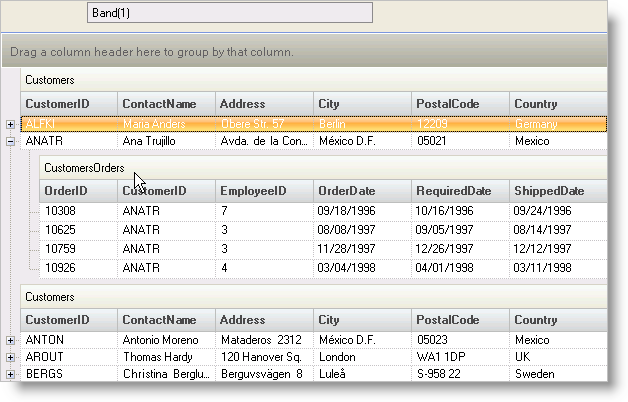 Band(1)
Drag a column header here to group by that column.
Customers
CustomerID ContactName Address City PostalCode Country
ALFKI Maria Anders Obere Str. 57 Berlin 12209 Germany
ANATR Ana Trujillo Avda. de la Con... México D.F. 05021 Mexico
CustomersOrders
OrderID CustomerID EmployeeID OrderDate RequiredDate ShippedDate
10308 ANATR 7 09/18/1996 10/16/1996 09/24/1996
10625 ANATR 3 08/08/1997 09/05/1997 08/14/1997
10759 ANATR 3 11/28/1997 12/26/1997 12/12/1997
10926 ANATR 4 03/04/1998 04/01/1998 03/11/1998
Customers
CustomerID ContactName Address City PostalCode Country
ANTON Antonio Moreno Mataderos 2312 México D.F. 05023 Mexico
AROUT Thomas Hardy 120 Hanover Sq. London WA1 1DP UK
BERGS Christina Berglu... Berguvsvägen 8 Luleå S-958 22 Sweden